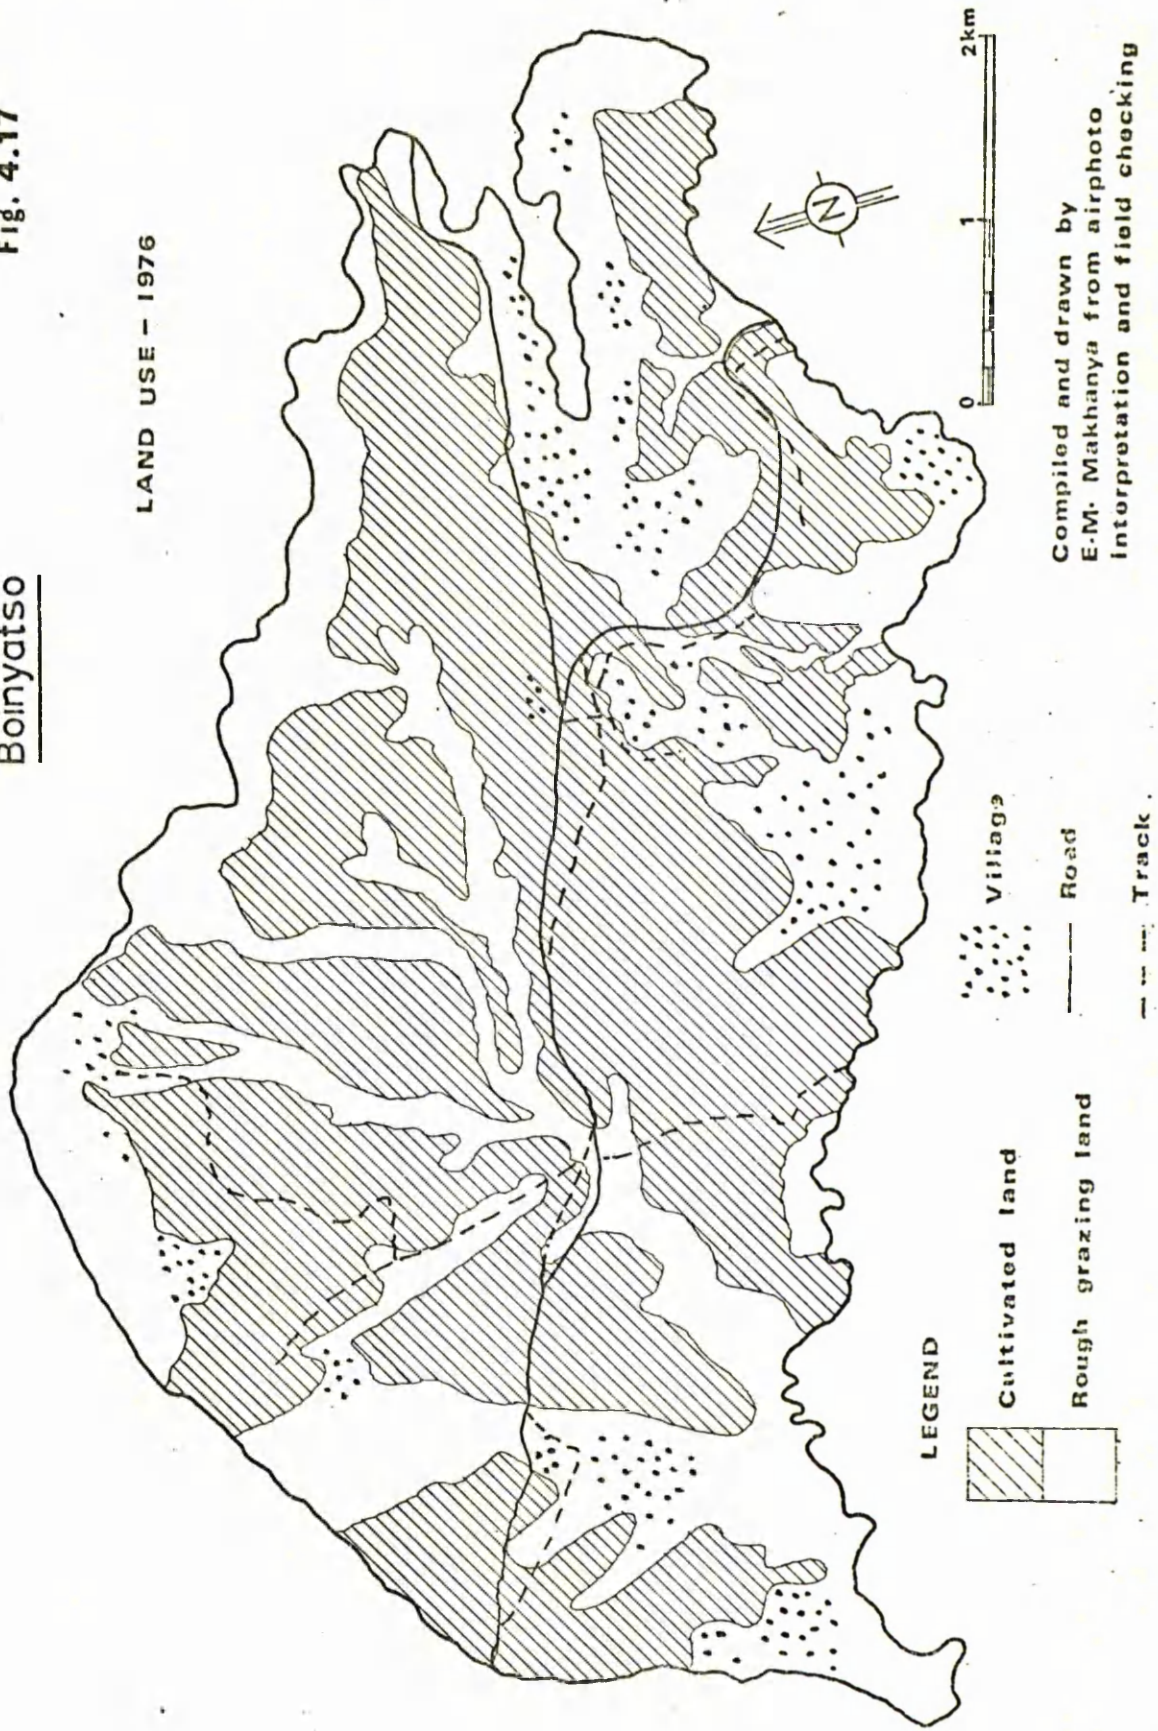 Fig. 4.17
Boinyatso
LAND USE – 1976
N
0 1 2km
LEGEND
Cultivated land
Rough grazing land
Village
Road
Track
Compiled and drawn by
E·M· Makhanya from airphoto
interpretation and field checking